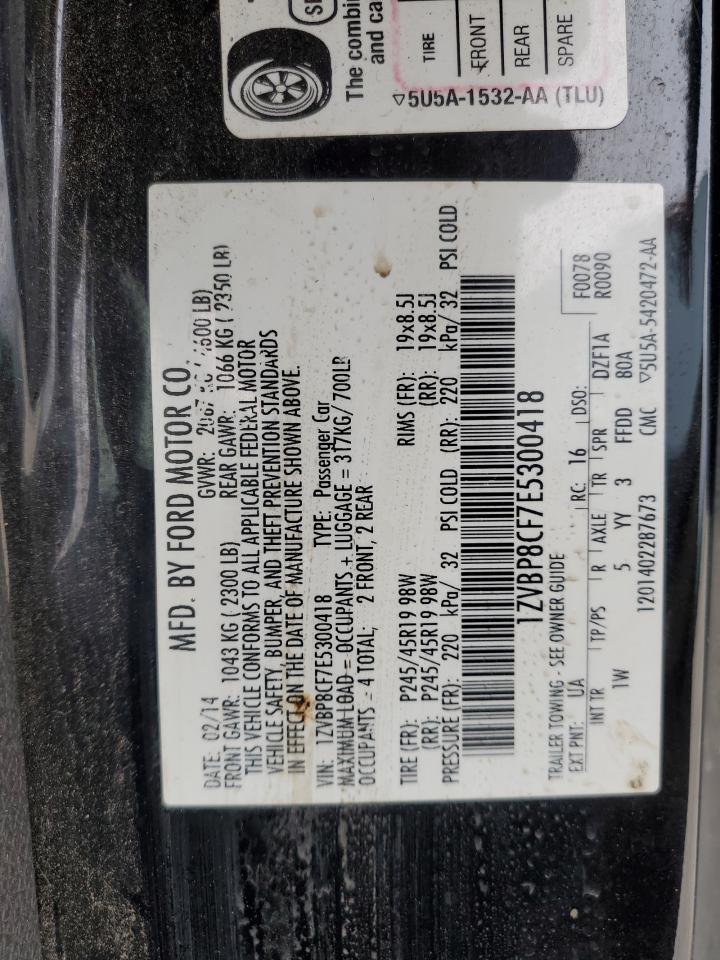 The combin
and ca
TIRE
FRONT
REAR
SPARE
▽5U5A-1532-AA (TLU)
MFD. BY FORD MOTOR CO.
DATE: 02/14 GVWR:
FRONT GAWR: 1043 KG ( 2300 LB) REAR GAWR: 1066 KG ( 2350 LB)
THIS VEHICLE CONFORMS TO ALL APPLICABLE FEDERAL MOTOR
VEHICLE SAFETY, BUMPER, AND THEFT PREVENTION STANDARDS
IN EFFECT ON THE DATE OF MANUFACTURE SHOWN ABOVE.
VIN: 1ZVBP8CF7E5300418 TYPE: Passenger Car
MAXIMUM LOAD = OCCUPANTS + LUGGAGE = 317KG/ 700LB
OCCUPANTS - 4 TOTAL: 2 FRONT, 2 REAR
TIRE (FR): P245/45R19 98W RIMS (FR): 19x8.5J
(RR): P245/45R19 98W (RR): 19x8.5J
PRESSURE (FR): 220 kPa/ 32 PSI COLD (RR): 220 kPa/ 32 PSI COLD
1ZVBP8CF7E5300418
TRAILER TOWING - SEE OWNER GUIDE
EXT PNT: UA RC: 16 DSO: F0078
R0090
INT TR TP/PS R AXLE TR SPR DZF1A
1W 5 YY 3 FFDD 80A
1201402287673 CMC ▽5U5A-5420472-AA